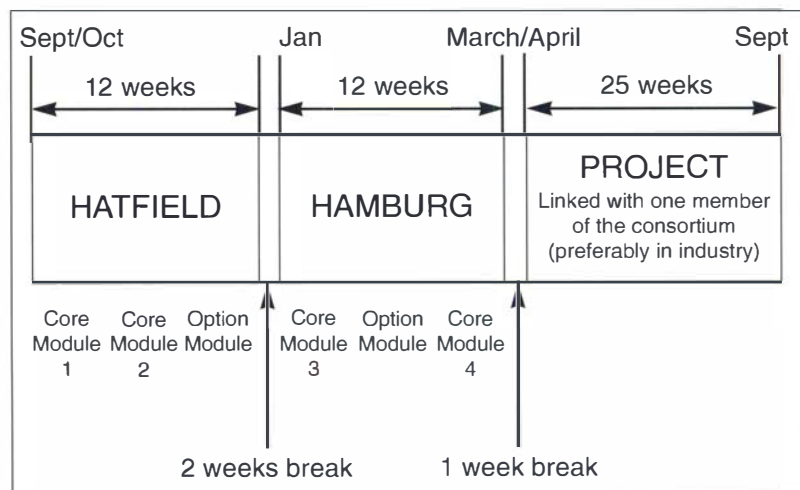 Sept/Oct Jan March/April Sept
12 weeks 12 weeks 25 weeks
HATFIELD HAMBURG PROJECT
Linked with one member
of the consortium
(preferably in industry)
Core Core Option Core Option Core
Module Module Module Module Module Module
1 2 3 4
2 weeks break 1 week break